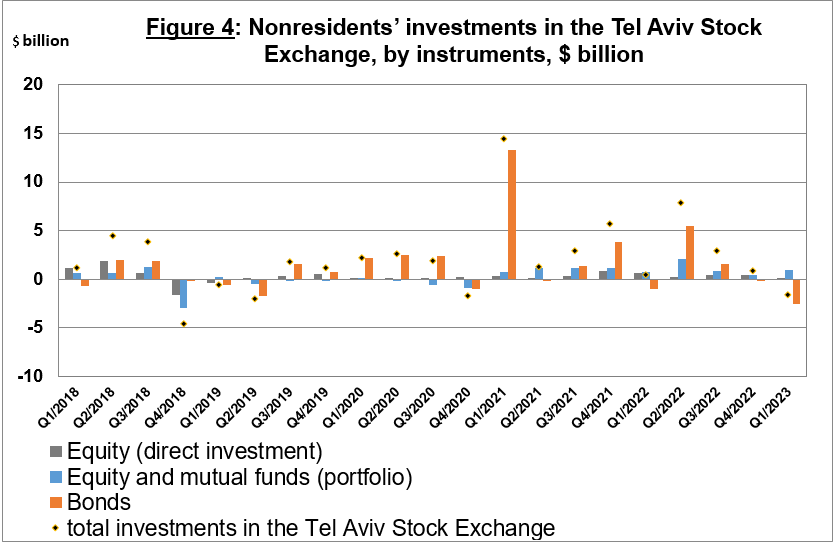 Figure 4: Nonresidents’ investments in the Tel Aviv Stock
Exchange, by instruments, $ billion
$ billion
20
15
10
5
0
-5
-10
Q1/2018
Q2/2018
Q3/2018
Q4/2018
Q1/2019
Q2/2019
Q3/2019
Q4/2019
Q1/2020
Q2/2020
Q3/2020
Q4/2020
Q1/2021
Q2/2021
Q3/2021
Q4/2021
Q1/2022
Q2/2022
Q3/2022
Q4/2022
Q1/2023
Equity (direct investment)
Equity and mutual funds (portfolio)
Bonds
total investments in the Tel Aviv Stock Exchange